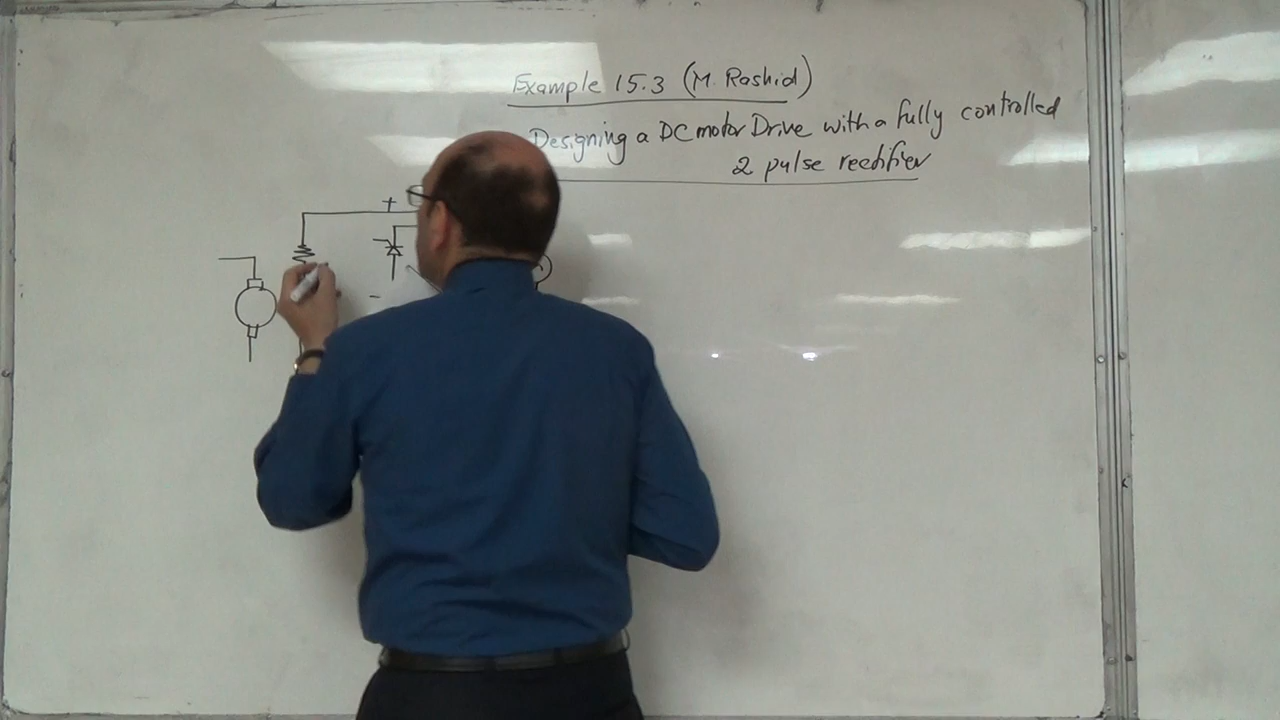 Example 15.3 (M. Rashid)
Designing a DC motor Drive with a fully controlled
2 pulse rectifier
+
-